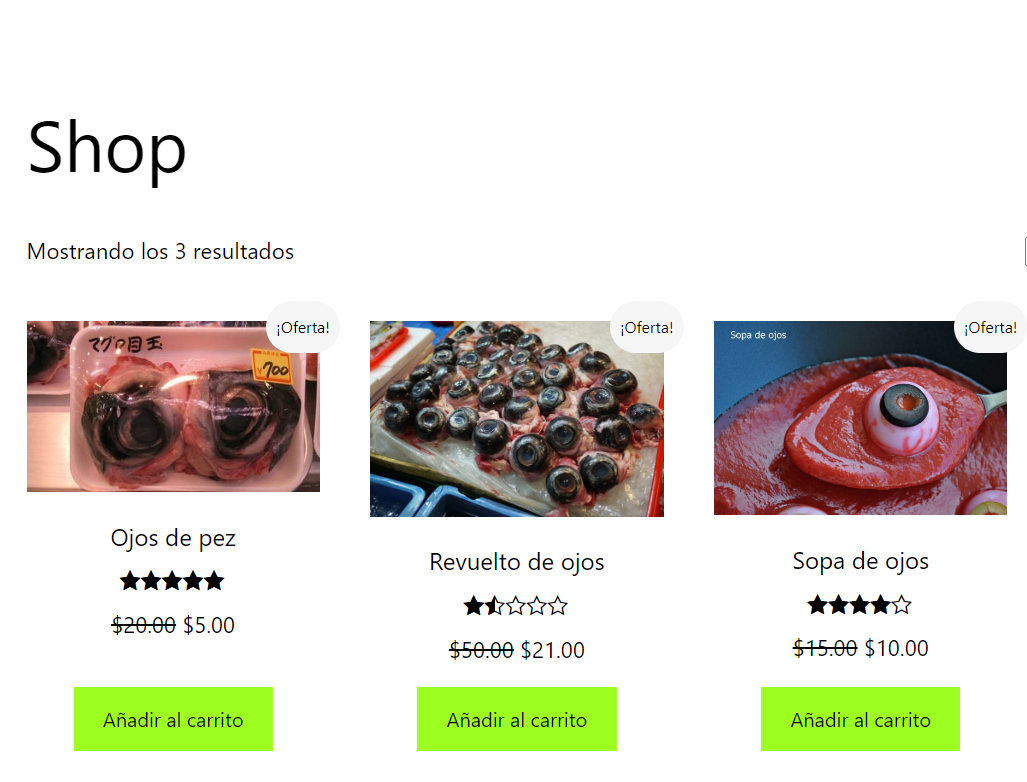 Shop
Mostrando los 3 resultados
¡Oferta!
マグロ目玉
¥700
Ojos de pez
$20.00 $5.00
Añadir al carrito
¡Oferta!
Revuelto de ojos
$50.00 $21.00
Añadir al carrito
¡Oferta!
Sopa de ojos
Sopa de ojos
$15.00 $10.00
Añadir al carrito